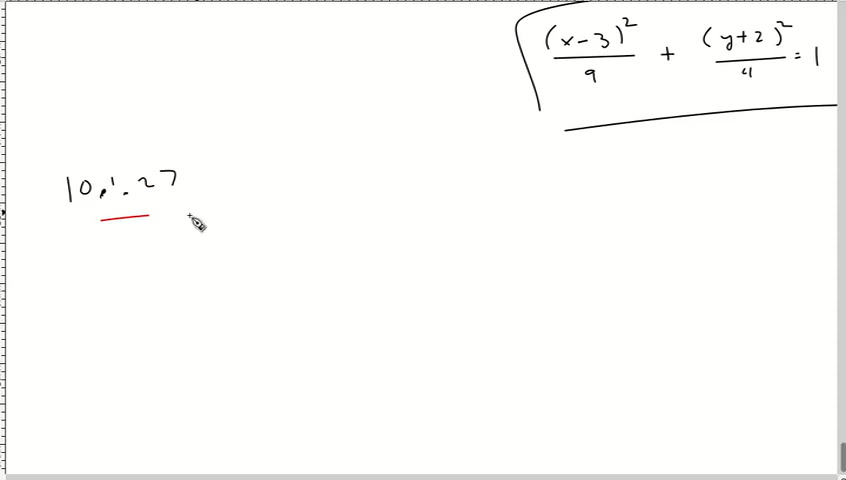 (x-3)²/9 + (y+2)²/4 = 1
10.1.27